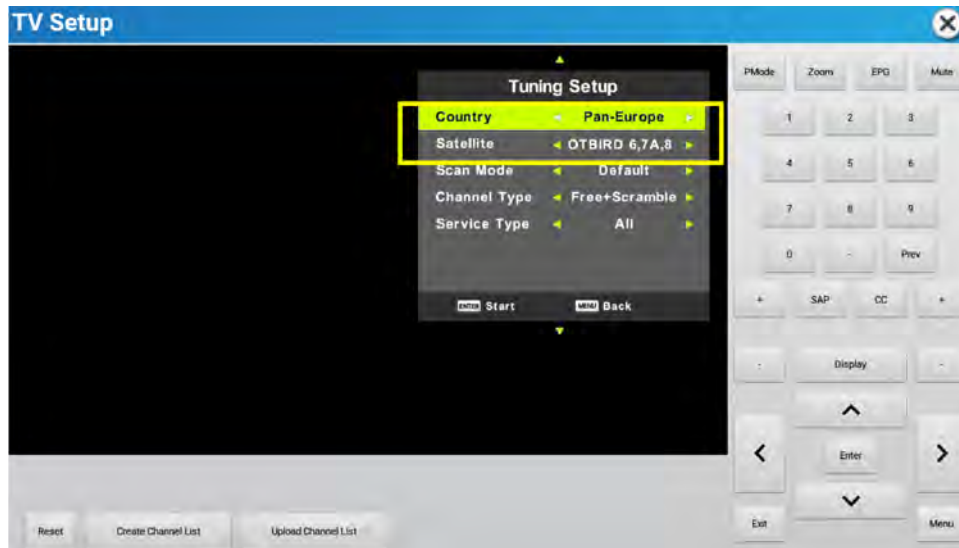 TV Setup
Tuning Setup
Country Pan-Europe
Satellite OTBIRD 6,7A,8
Scan Mode Default
Channel Type Free+Scramble
Service Type All
ENTER Start MENU Back
PMode Zoom EPG Mute
1 2 3
4 5 6
7 8 9
0 - Prev
+ SAP CC +
- Display -
Enter
Exit Menu
Reset Create Channel List Upload Channel List